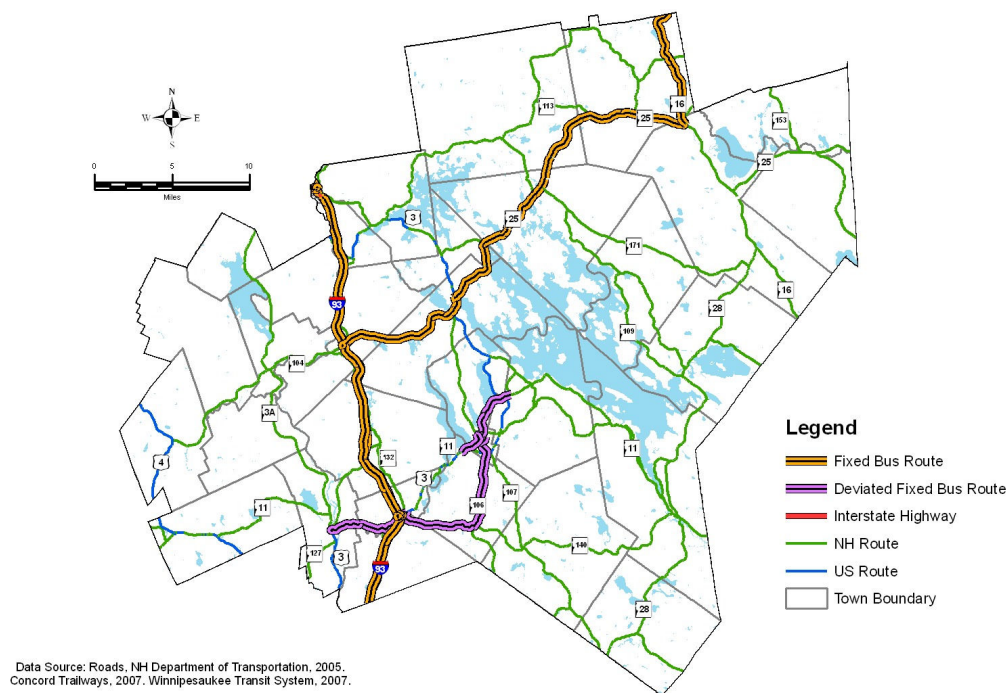 N
W E
S
0 5 10
Miles
16
113
25
153
25
3
25
171
16
93
28
109
104
3A
11
11
4
132
3
107
106
11
140
127
3
93
28
Legend
Fixed Bus Route
Deviated Fixed Bus Route
Interstate Highway
NH Route
US Route
Town Boundary
Data Source: Roads, NH Department of Transportation, 2005.
Concord Trailways, 2007. Winnipesaukee Transit System, 2007.